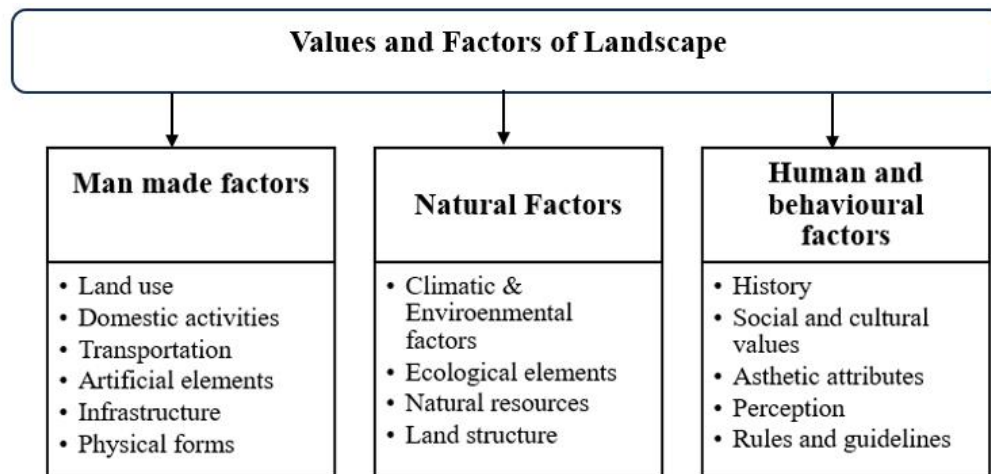 Values and Factors of Landscape
Man made factors
• Land use
• Domestic activities
• Transportation
• Artificial elements
• Infrastructure
• Physical forms
Natural Factors
• Climatic &
Enviroenmental
factors
• Ecological elements
• Natural resources
• Land structure
Human and
behavioural
factors
• History
• Social and cultural
values
• Asthetic attributes
• Perception
• Rules and guidelines